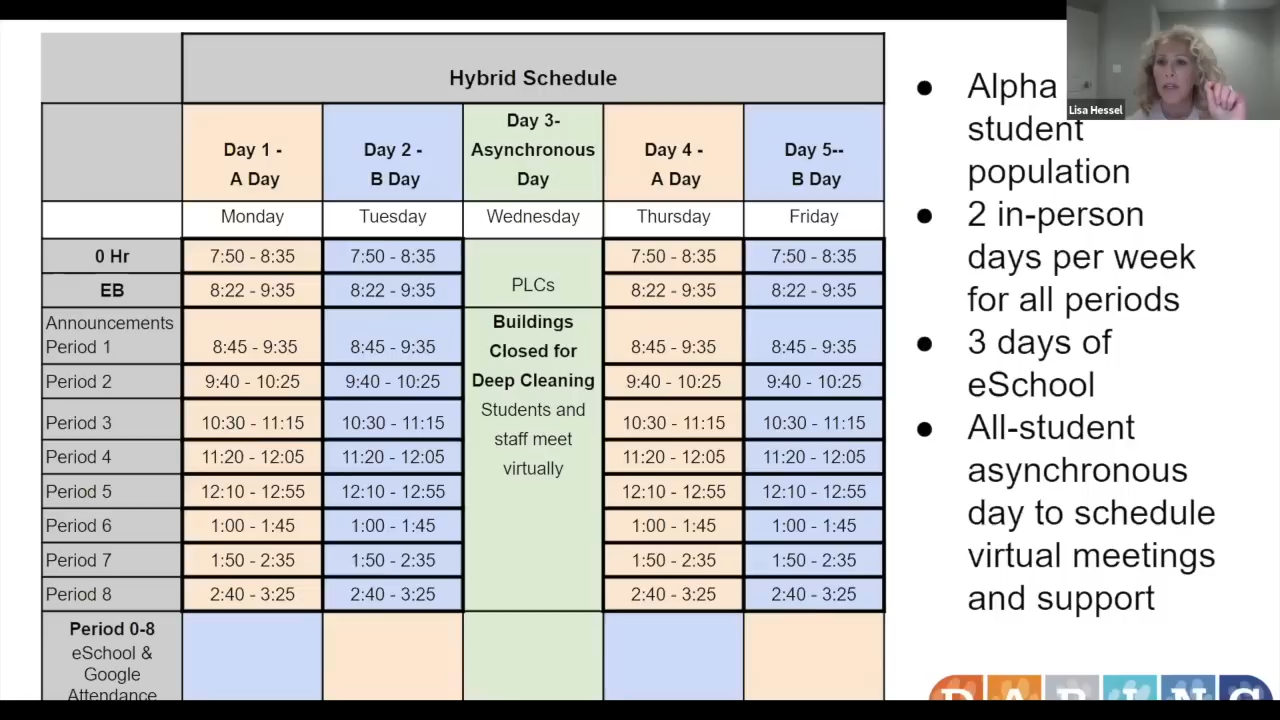 Hybrid Schedule
Day 1 -
A Day
Day 2 -
B Day
Day 3-
Asynchronous
Day
Day 4 -
A Day
Day 5--
B Day
Monday Tuesday Wednesday Thursday Friday
0 Hr 7:50 - 8:35 7:50 - 8:35 7:50 - 8:35 7:50 - 8:35
EB 8:22 - 9:35 8:22 - 9:35 PLCs 8:22 - 9:35 8:22 - 9:35
Announcements
Period 1 8:45 - 9:35 8:45 - 9:35 8:45 - 9:35 8:45 - 9:35
Period 2 9:40 - 10:25 9:40 - 10:25 9:40 - 10:25 9:40 - 10:25
Period 3 10:30 - 11:15 10:30 - 11:15 10:30 - 11:15 10:30 - 11:15
Period 4 11:20 - 12:05 11:20 - 12:05 11:20 - 12:05 11:20 - 12:05
Period 5 12:10 - 12:55 12:10 - 12:55 12:10 - 12:55 12:10 - 12:55
Period 6 1:00 - 1:45 1:00 - 1:45 1:00 - 1:45 1:00 - 1:45
Period 7 1:50 - 2:35 1:50 - 2:35 1:50 - 2:35 1:50 - 2:35
Period 8 2:40 - 3:25 2:40 - 3:25 2:40 - 3:25 2:40 - 3:25
Buildings
Closed for
Deep Cleaning
Students and
staff meet
virtually
Period 0-8
eSchool &
Google
Attendance
● Alpha
student
population
● 2 in-person
days per week
for all periods
● 3 days of
eSchool
● All-student
asynchronous
day to schedule
virtual meetings
and support
Lisa Hessel
DARING